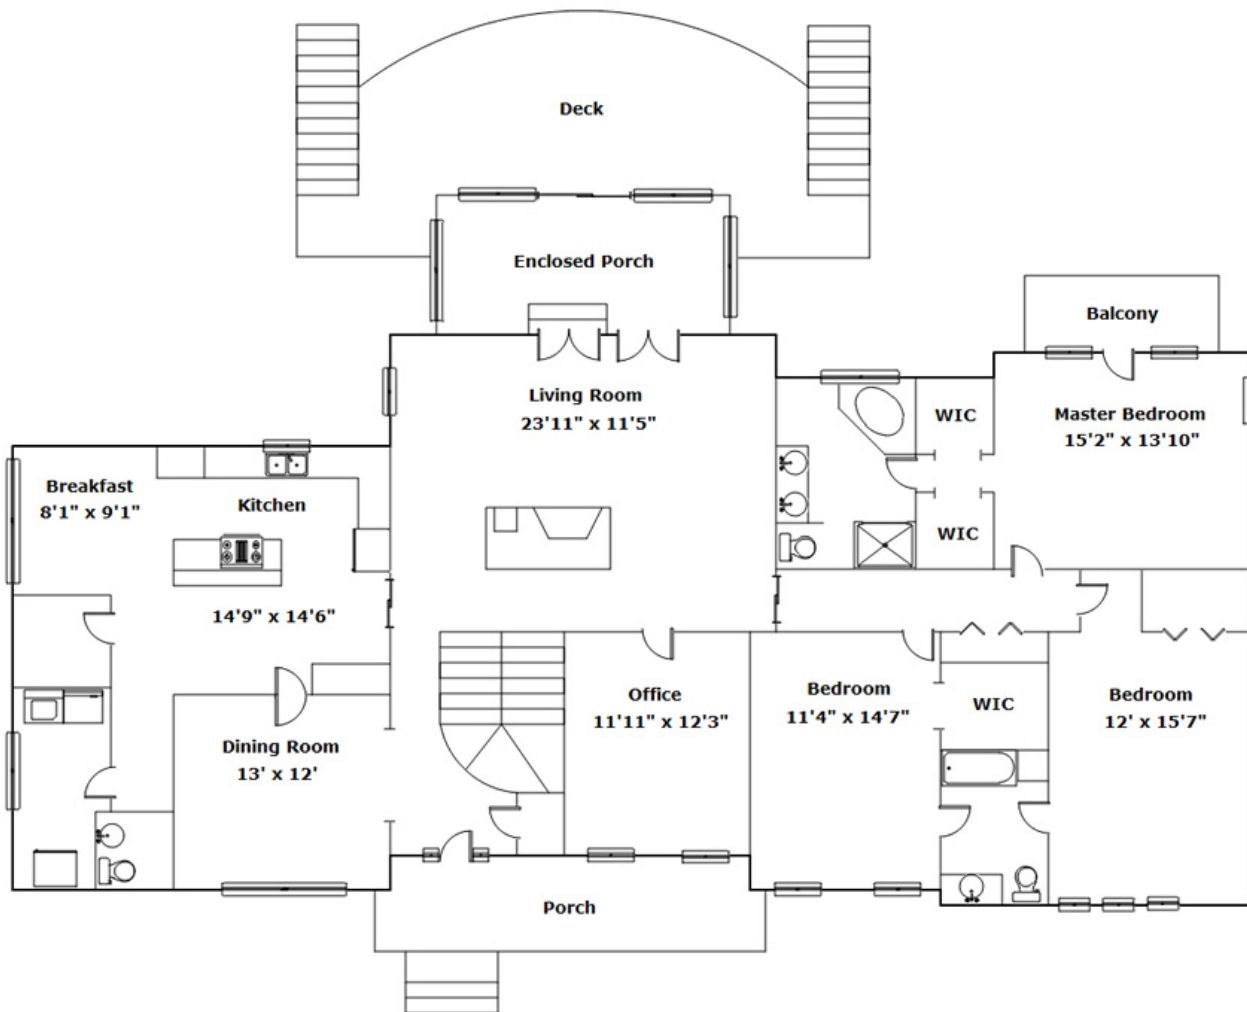 Deck
Enclosed Porch
Balcony
Living Room
23'11" x 11'5"
WIC
Master Bedroom
15'2" x 13'10"
Breakfast
8'1" x 9'1"
Kitchen
WIC
14'9" x 14'6"
Office
11'11" x 12'3"
Bedroom
11'4" x 14'7"
WIC
Bedroom
12' x 15'7"
Dining Room
13' x 12'
Porch